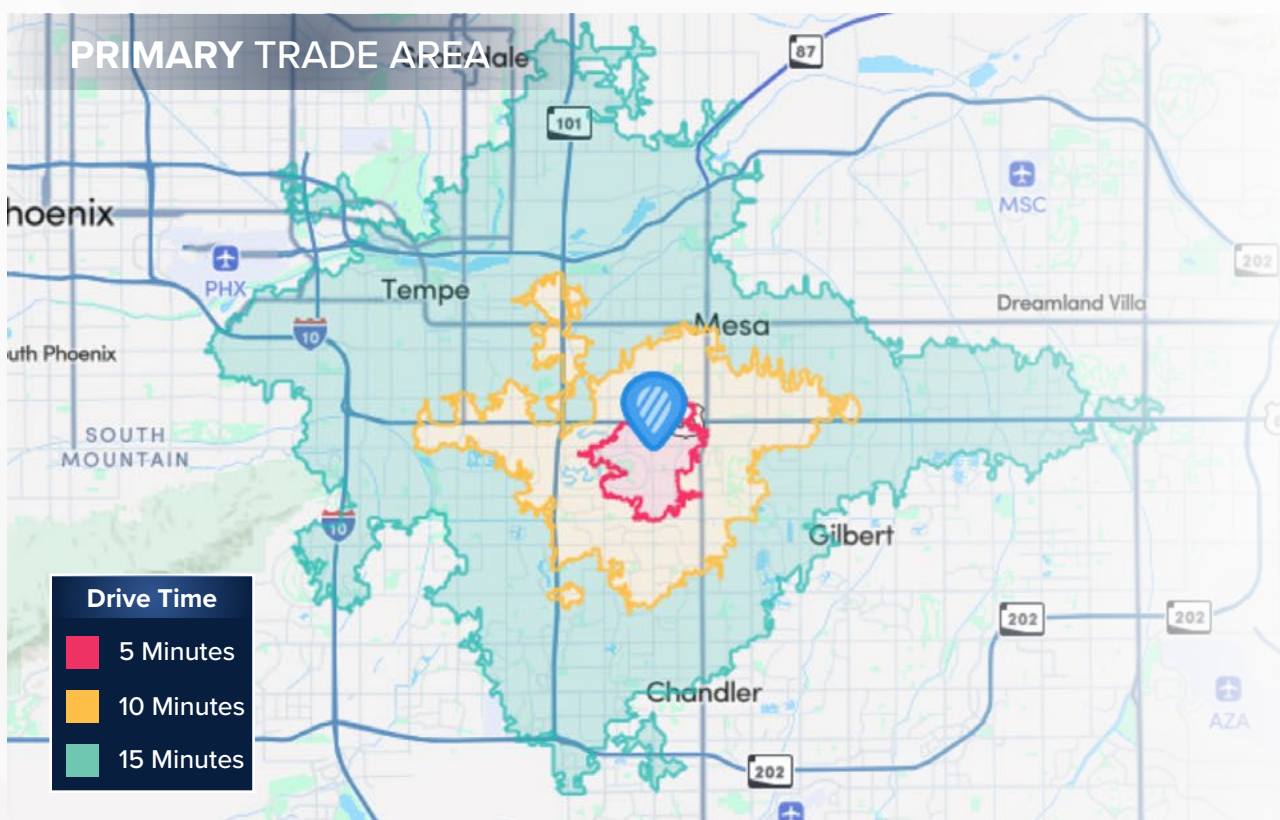 PRIMARY TRADE AREA
87
101
MSC
hoenix
202
PHX
Tempe
Dreamland Villa
Mesa
10
uth Phoenix
SOUTH
MOUNTAIN
10
Gilbert
Drive Time
5 Minutes
10 Minutes
15 Minutes
202
202
Chandler
AZA
202